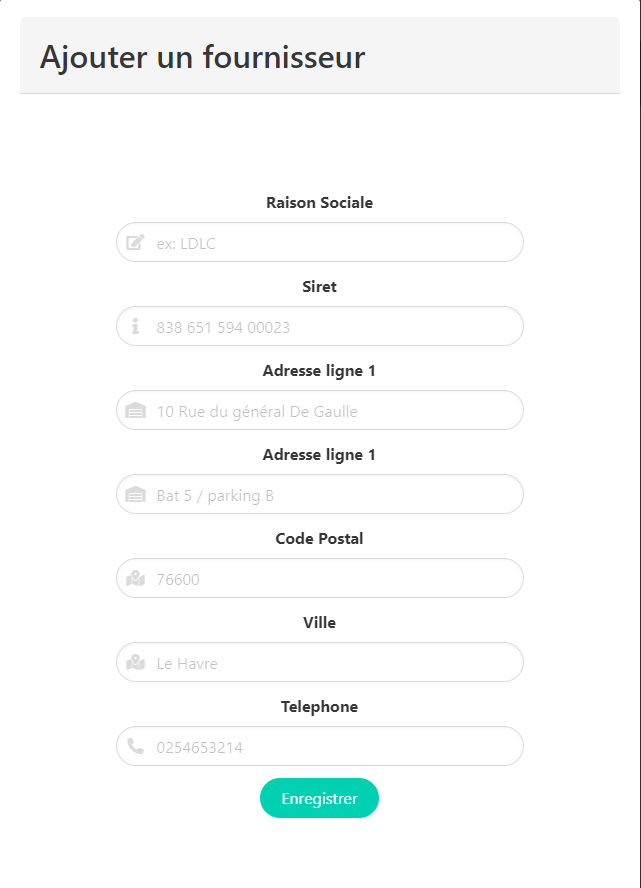 Ajouter un fournisseur
Raison Sociale
ex: LDLC
Siret
838 651 594 00023
Adresse ligne 1
10 Rue du général De Gaulle
Adresse ligne 1
Bat 5 / parking B
Code Postal
76600
Ville
Le Havre
Telephone
0254653214
Enregistrer